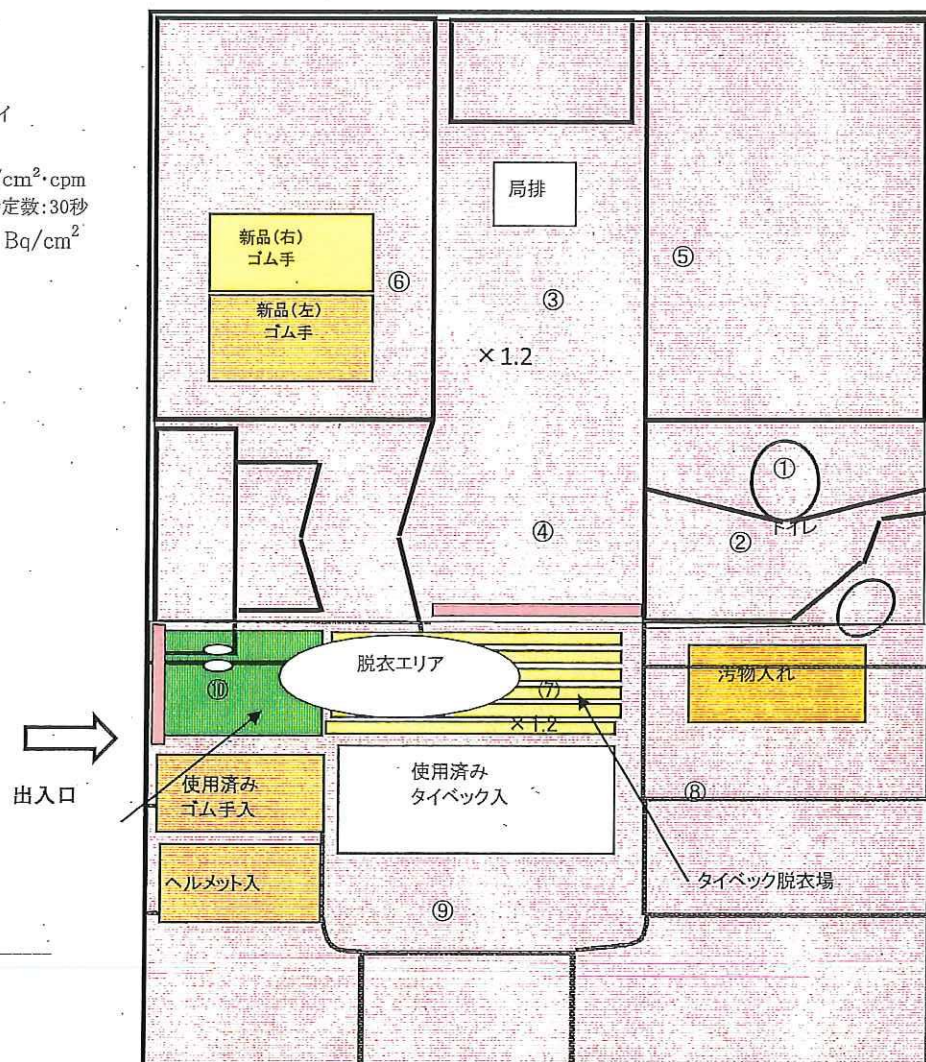 イ
/cm²・cpm
定数:30秒
Bq/cm²
局排
新品(右)
ゴム手
⑥
新品(左)
ゴム手
③
⑤
×1.2
①
トイレ
④
②
脱衣エリア
⑩
(7)
×1.2
汚物入れ
出入口
使用済み
ゴム手入
使用済み
タイベック入
⑧
ヘルメット入
タイベック脱衣場
⑨